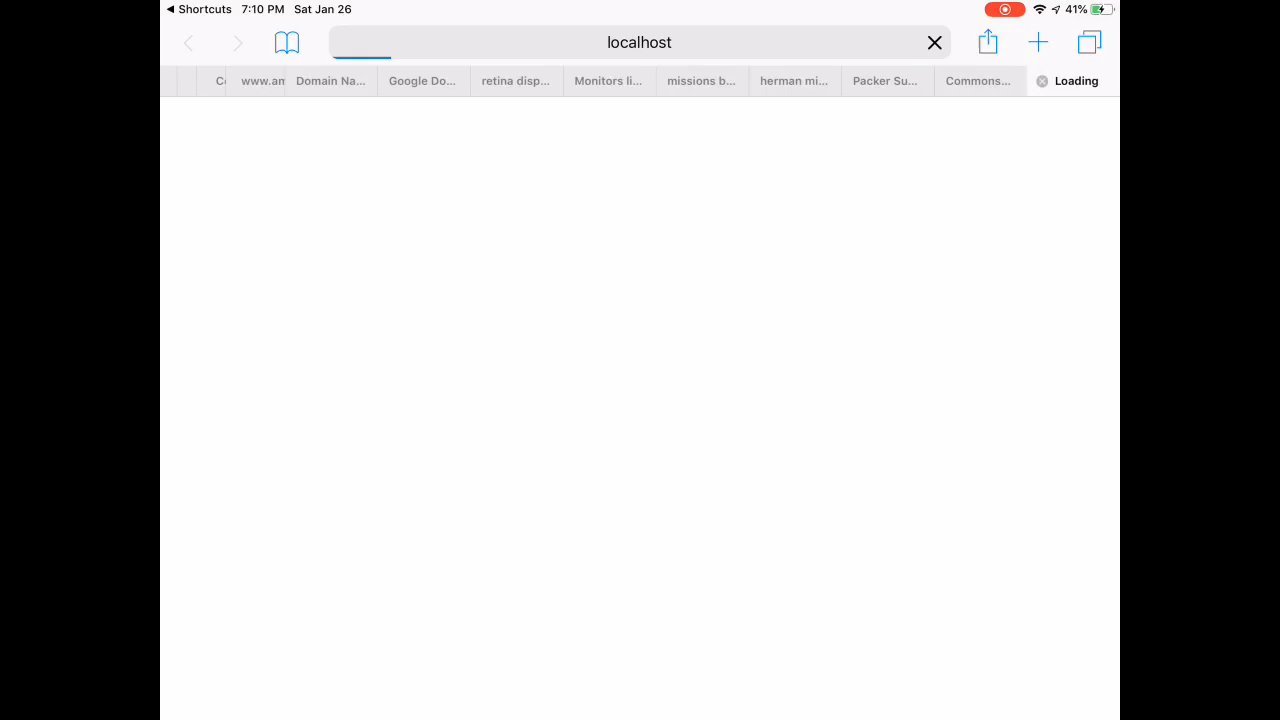 ◀ Shortcuts 7:10 PM Sat Jan 26 41%
localhost
C www.am Domain Na... Google Do... retina disp... Monitors li... missions b... herman mi... Packer Su... Commons... Loading